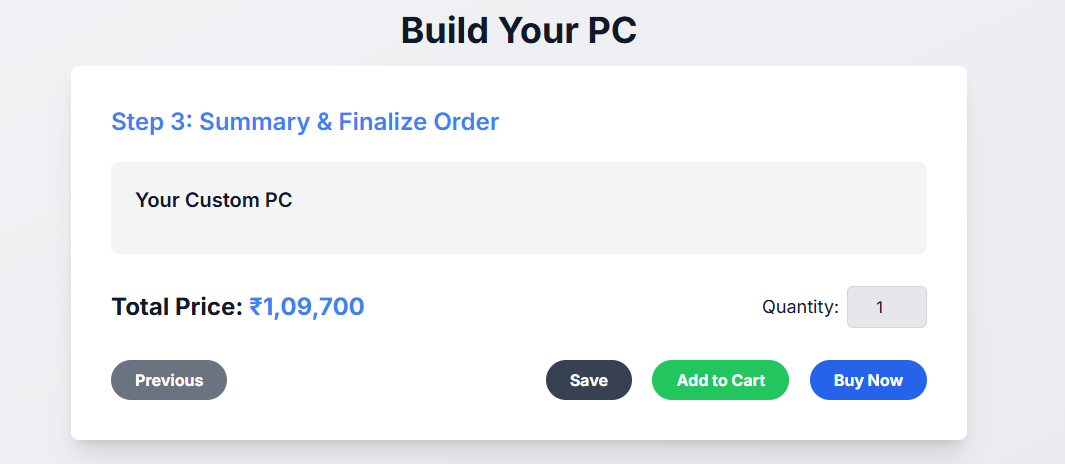 Build Your PC
Step 3: Summary & Finalize Order
Your Custom PC
Total Price: ₹1,09,700
Quantity: 1
Previous
Save
Add to Cart
Buy Now